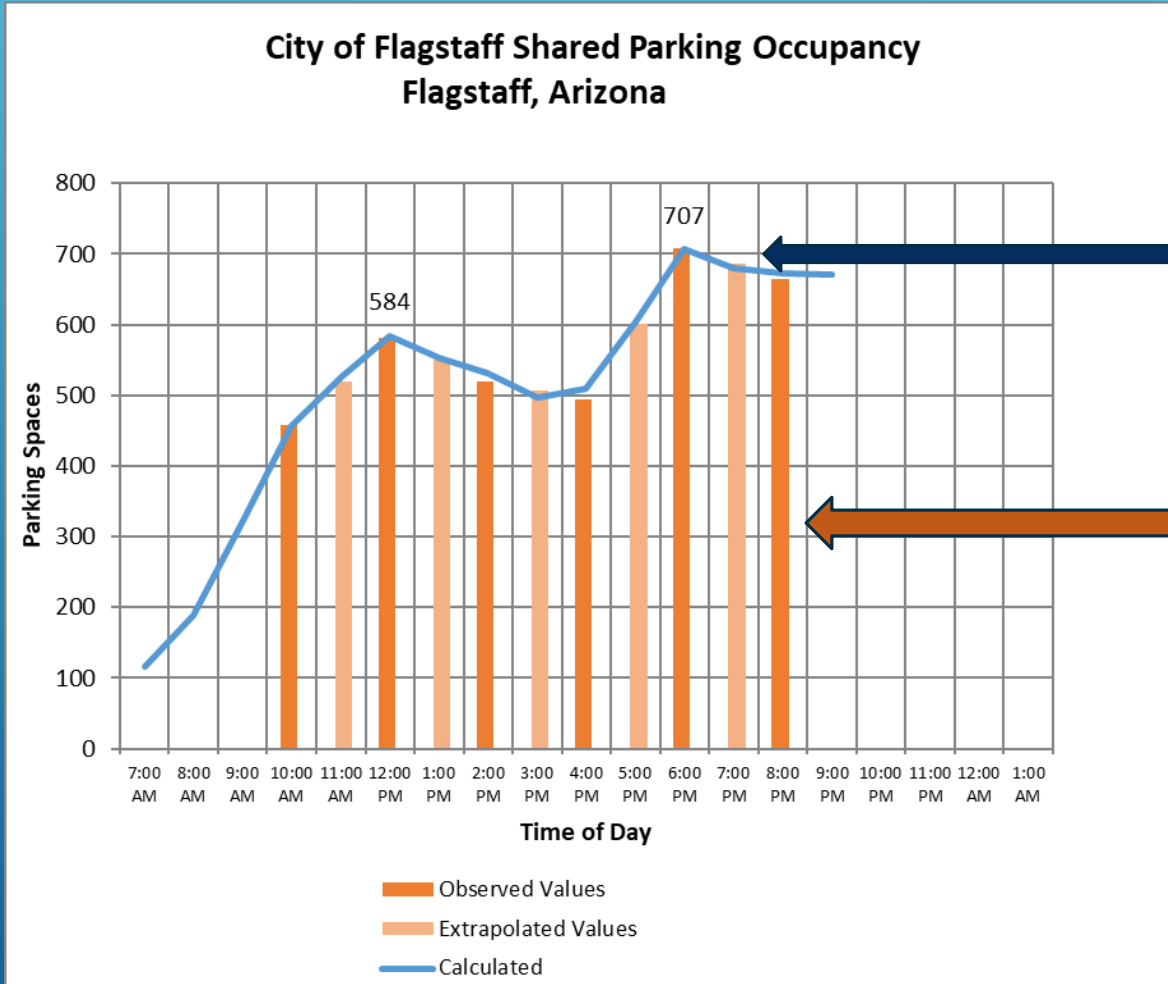 City of Flagstaff Shared Parking Occupancy
Flagstaff, Arizona
800
700
600
500
400
300
200
100
0
Parking Spaces
584
707
7:00 AM
8:00 AM
9:00 AM
10:00 AM
11:00 AM
12:00 PM
1:00 PM
2:00 PM
3:00 PM
4:00 PM
5:00 PM
6:00 PM
7:00 PM
8:00 PM
9:00 PM
10:00 PM
11:00 PM
12:00 AM
1:00 AM
Time of Day
Observed Values
Extrapolated Values
Calculated